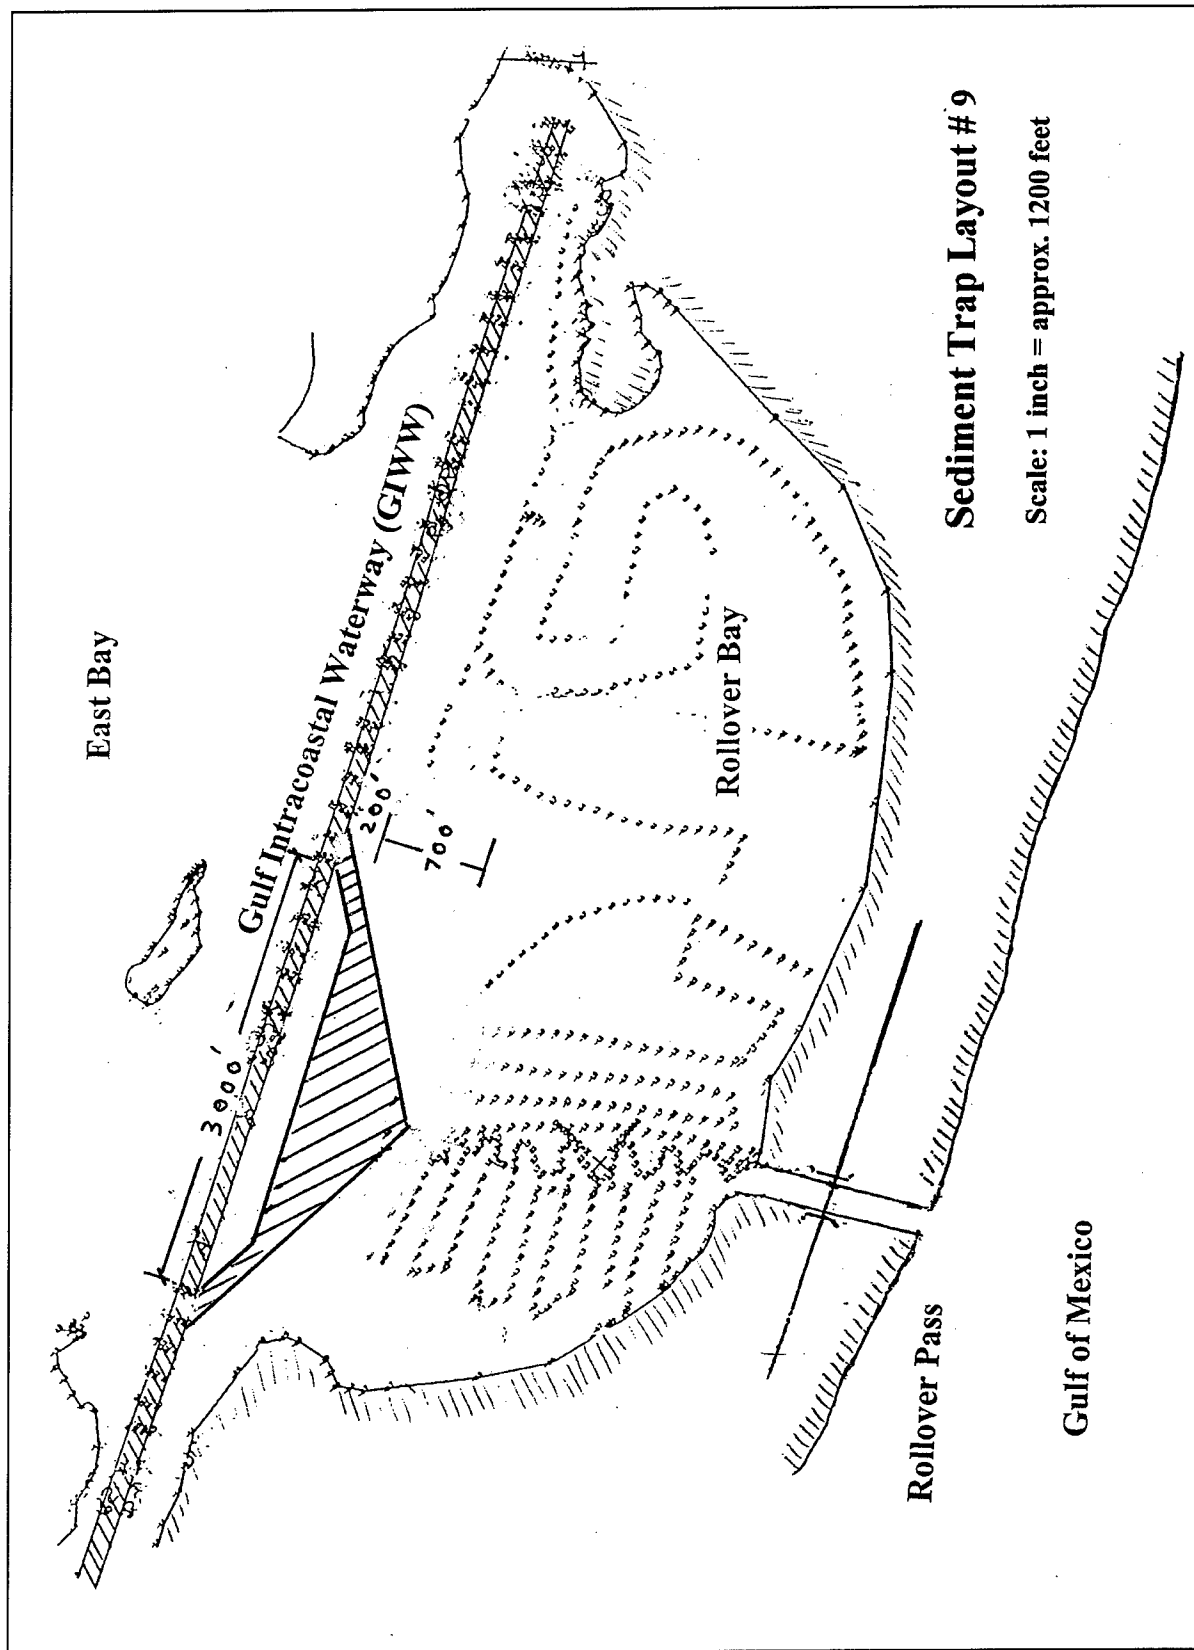 East Bay
Gulf Intracoastal Waterway (GIWW)
3000'
200'
700'
Rollover Bay
Rollover Pass
Gulf of Mexico
Sediment Trap Layout # 9
Scale: 1 inch = approx. 1200 feet